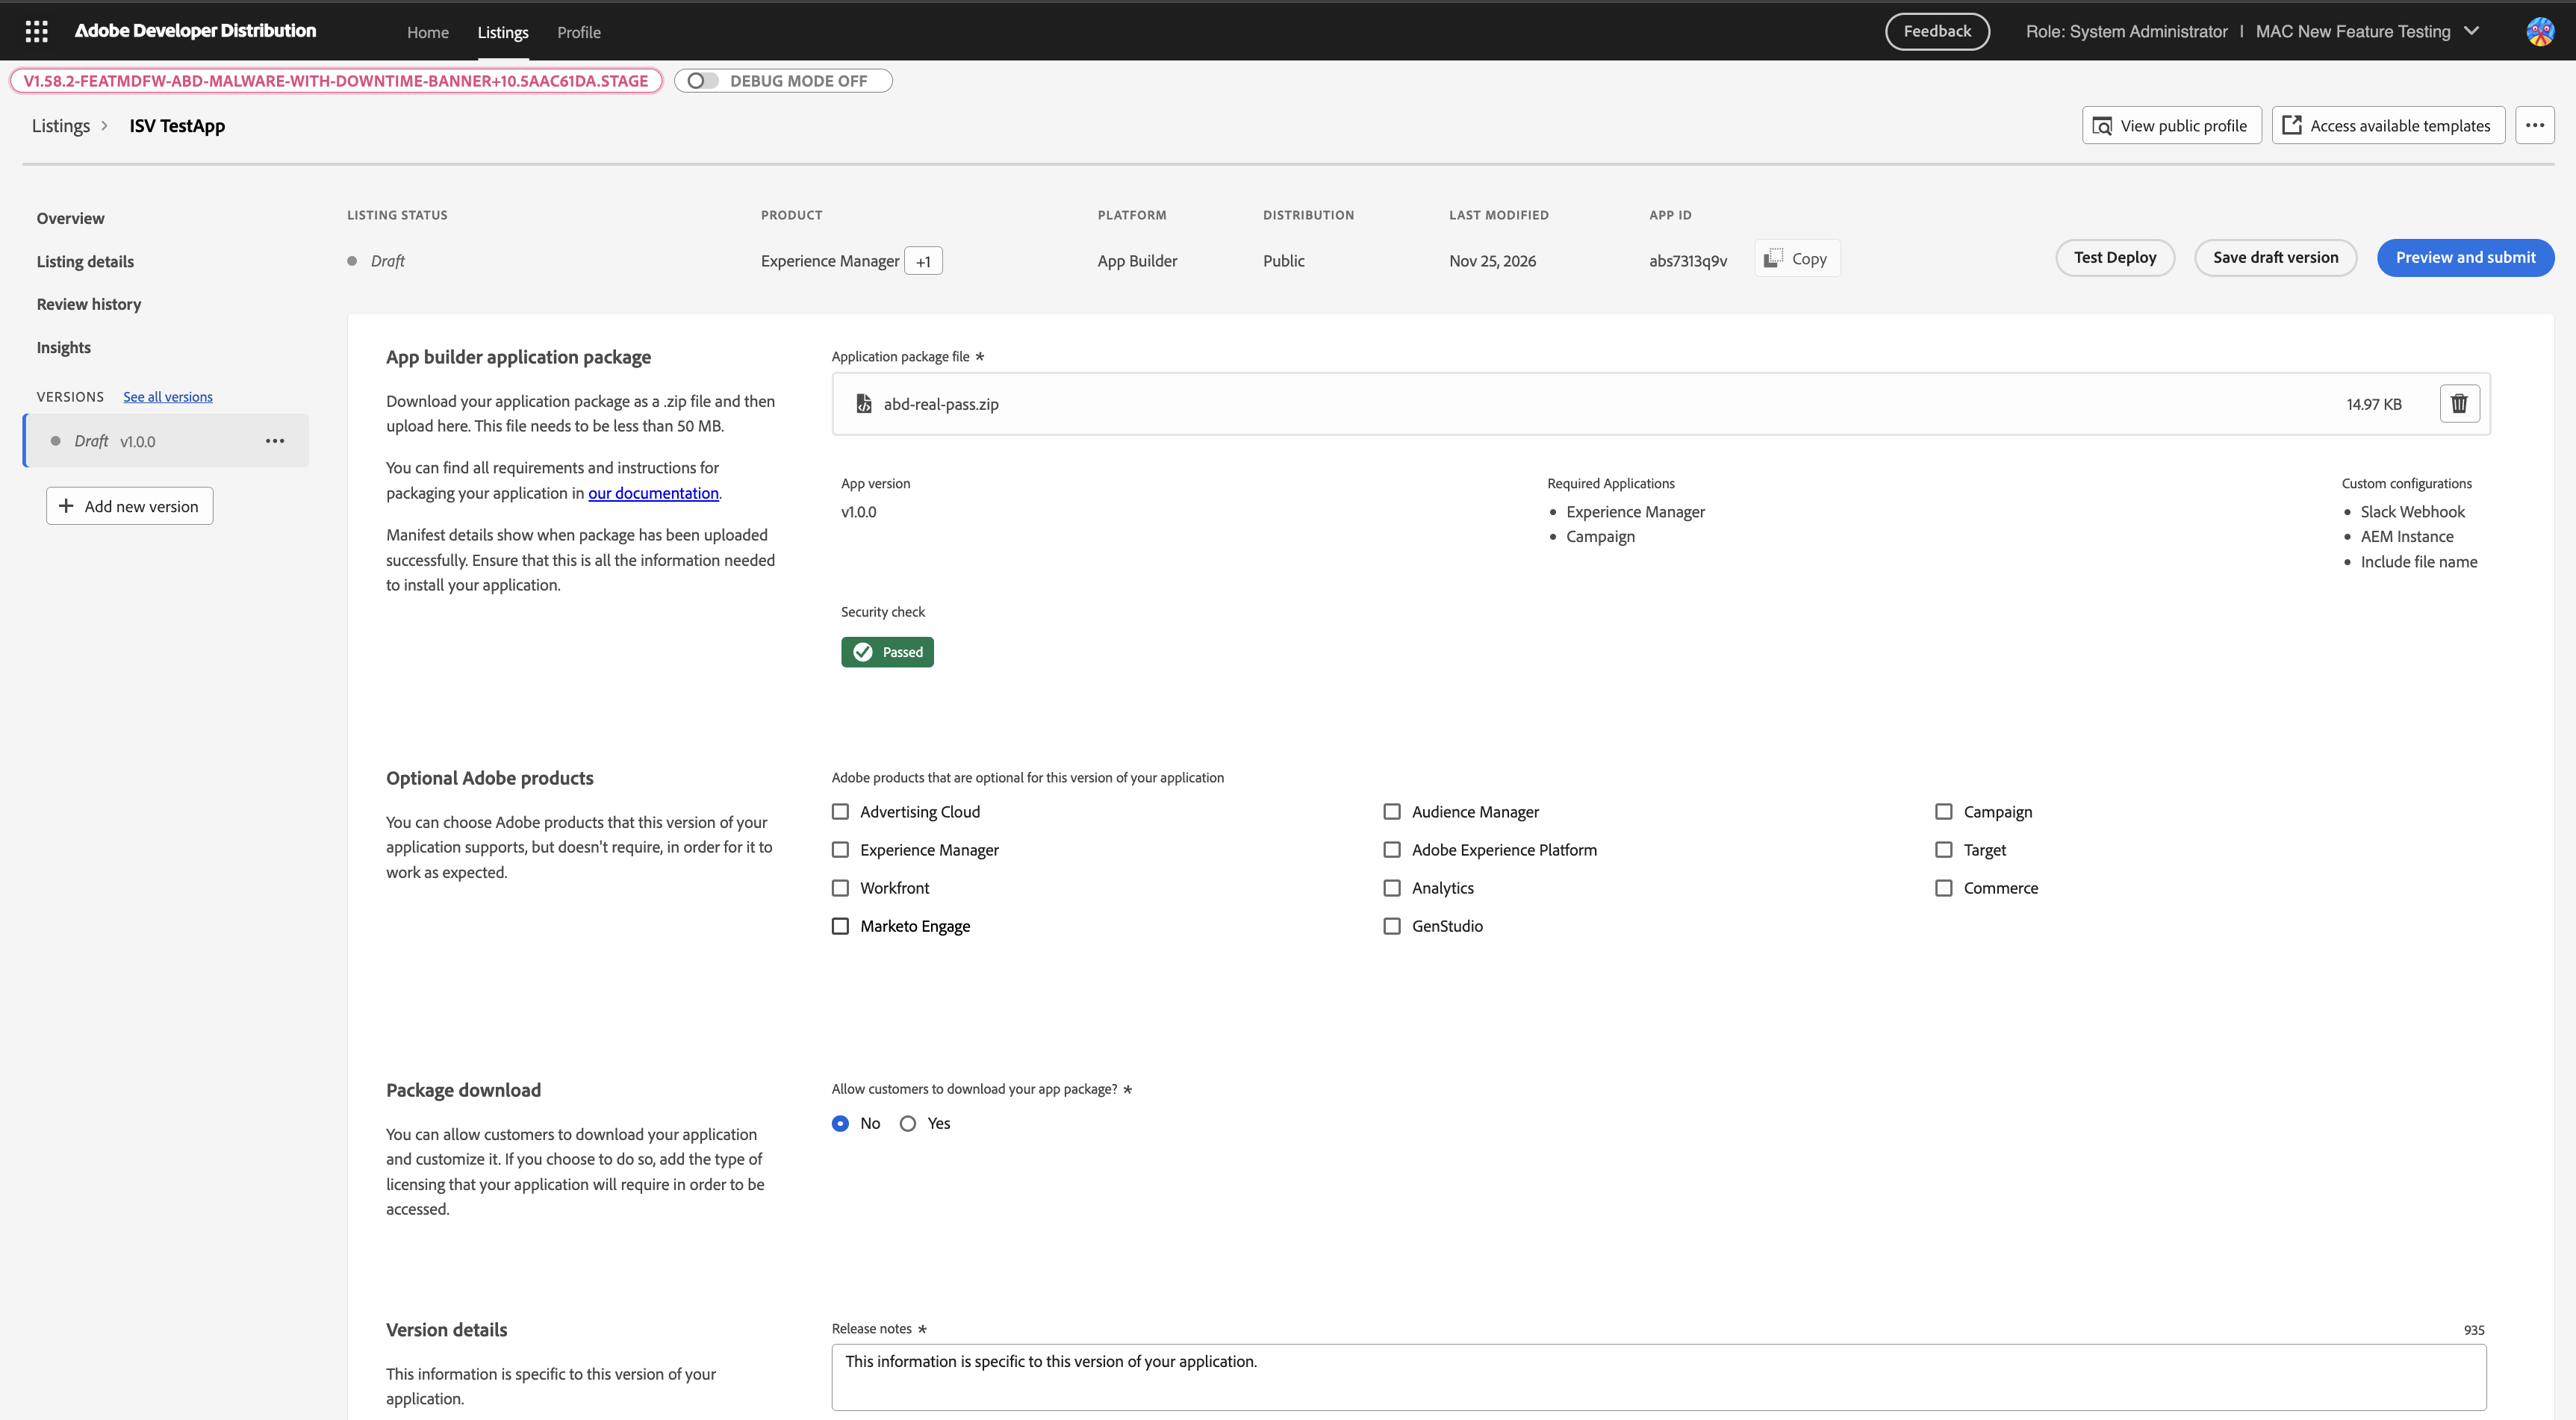 Adobe Developer Distribution
Home Listings Profile
Feedback
Role: System Administrator | MAC New Feature Testing
V1.58.2-FEATMDFW-ABD-MALWARE-WITH-DOWNTIME-BANNER+10.5AAC61DA.STAGE
DEBUG MODE OFF
Listings > ISV TestApp
View public profile
Access available templates
Overview
Listing details
Review history
Insights
VERSIONS See all versions
Draft v1.0.0
Add new version
LISTING STATUS PRODUCT PLATFORM DISTRIBUTION LAST MODIFIED APP ID
Draft Experience Manager +1 App Builder Public Nov 25, 2026 abs7313q9v Copy
Test Deploy
Save draft version
Preview and submit
App builder application package
Download your application package as a .zip file and then
upload here. This file needs to be less than 50 MB.
You can find all requirements and instructions for
packaging your application in our documentation.
Manifest details show when package has been uploaded
successfully. Ensure that this is all the information needed
to install your application.
Application package file *
abd-real-pass.zip 14.97 KB
App version
v1.0.0
Required Applications
• Experience Manager
• Campaign
Custom configurations
• Slack Webhook
• AEM Instance
• Include file name
Security check
Passed
Optional Adobe products
You can choose Adobe products that this version of your
application supports, but doesn't require, in order for it to
work as expected.
Adobe products that are optional for this version of your application
Advertising Cloud Audience Manager Campaign
Experience Manager Adobe Experience Platform Target
Workfront Analytics Commerce
Marketo Engage GenStudio
Package download
You can allow customers to download your application
and customize it. If you choose to do so, add the type of
licensing that your application will require in order to be
accessed.
Allow customers to download your app package? *
No Yes
Version details
This information is specific to this version of your
application.
Release notes * 935
This information is specific to this version of your application.